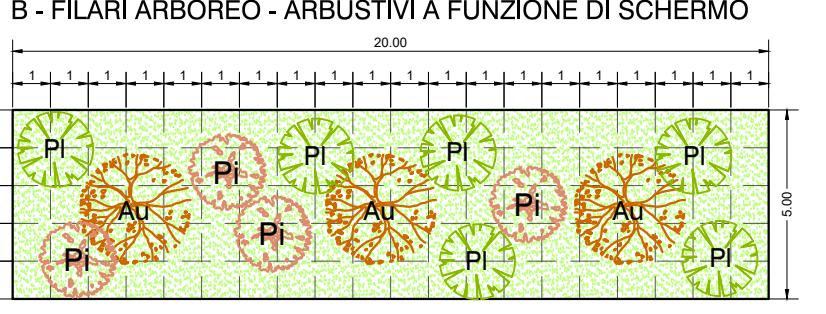 B - FILARI ARBOREO - ARBUSTIVI A FUNZIONE DI SCHERMO
20.00
1 1 1 1 1 1 1 1 1 1 1 1 1 1 1 1 1 1 1 1
Pl Pl Pl Pl
Pi Pi
Au Au Au
Pi
Pi Pl Pl
5.00